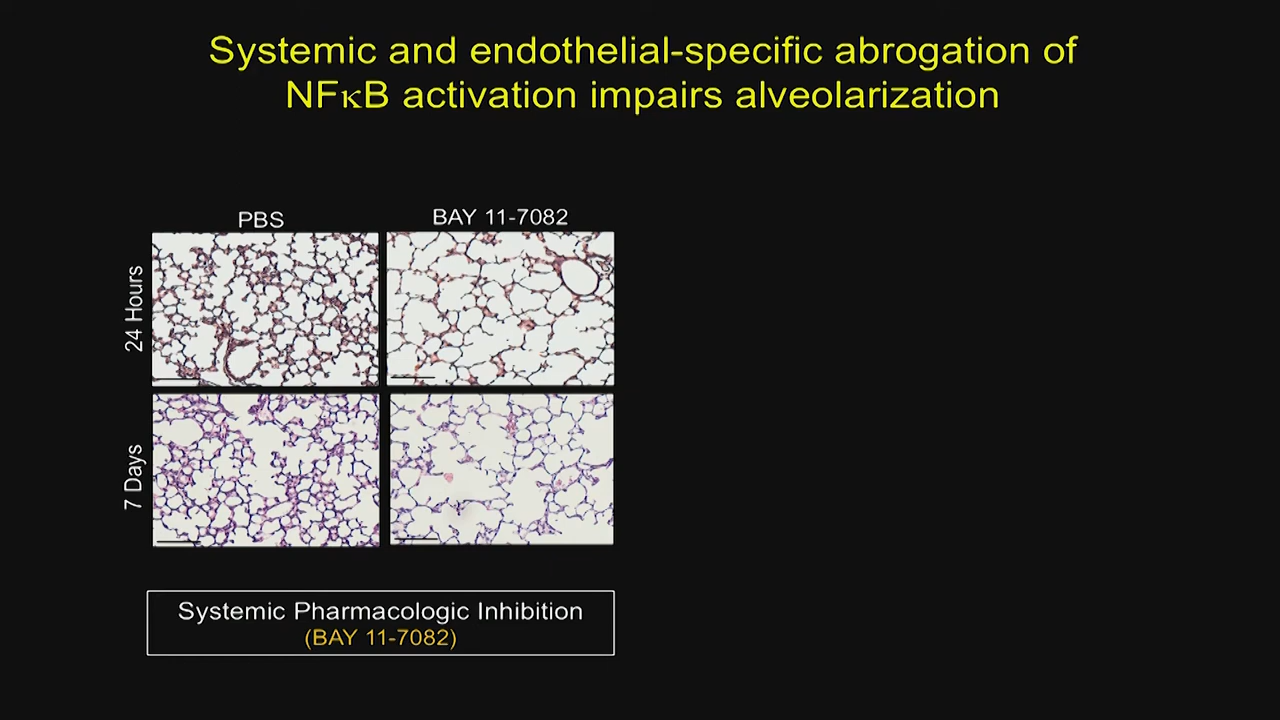 Systemic and endothelial-specific abrogation of
NFκB activation impairs alveolarization
PBS
BAY 11-7082
24 Hours
7 Days
Systemic Pharmacologic Inhibition
(BAY 11-7082)